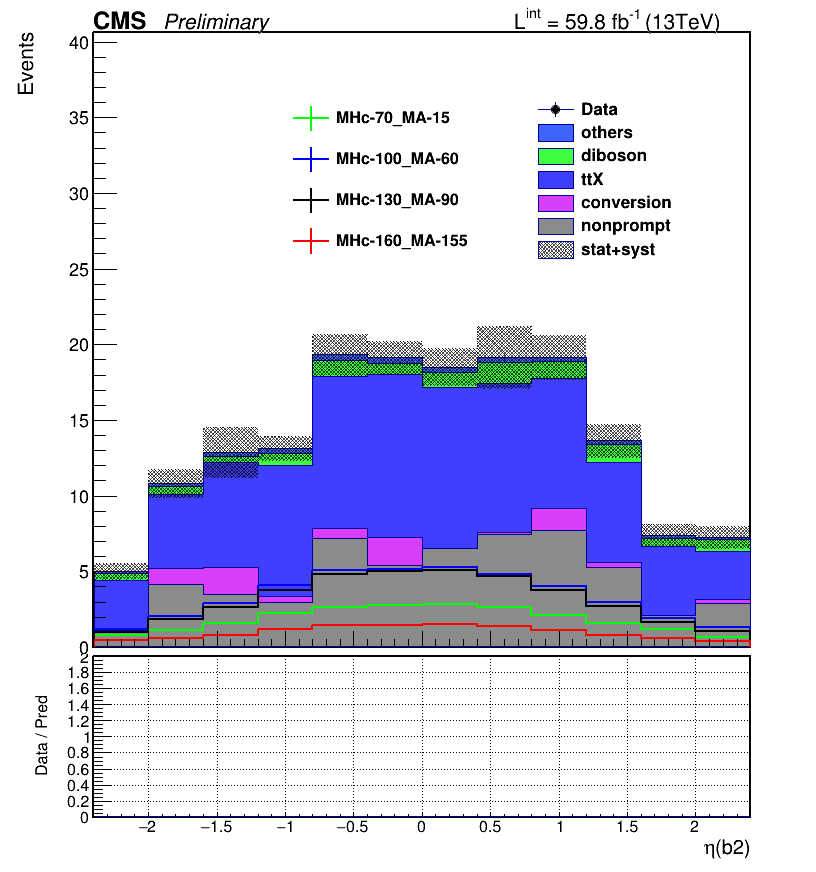 CMS Preliminary L^int = 59.8 fb^-1 (13TeV)
Events
40
35
30
25
20
15
10
5
0
MHc-70_MA-15
MHc-100_MA-60
MHc-130_MA-90
MHc-160_MA-155
Data
others
diboson
ttX
conversion
nonprompt
stat+syst
Data / Pred
2
1.8
1.6
1.4
1.2
1
0.8
0.6
0.4
0.2
0
−2 −1.5 −1 −0.5 0 0.5 1 1.5 2
η(b2)